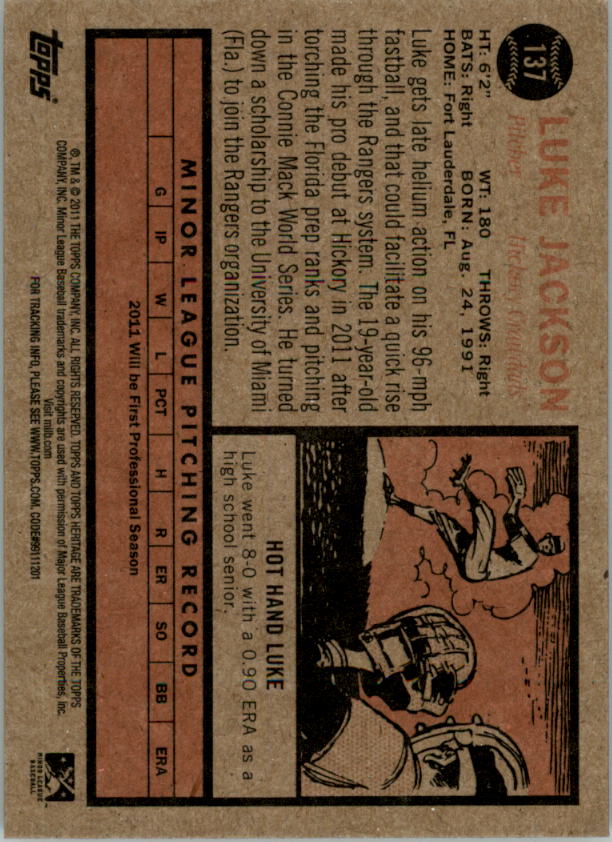 137
LUKE JACKSON
Pitcher Hickory Crawdads
HT: 6'2" WT: 180 THROWS: Right
BATS: Right BORN: Aug. 24, 1991
HOME: Fort Lauderdale, FL
Luke gets late helium action on his 96-mph
fastball, and that could facilitate a quick rise
through the Rangers system. The 19-year-old
made his pro debut at Hickory in 2011 after
torching the Florida prep ranks and pitching
in the Connie Mack World Series. He turned
down a scholarship to the University of Miami
(Fla.) to join the Rangers organization.
HOT HAND LUKE
Luke went 8-0 with a 0.90 ERA as a
high school senior.
MINOR LEAGUE PITCHING RECORD
G IP W L PCT H R ER SO BB ERA
2011 Will be First Professional Season
topps®
®, TM & © 2011 THE TOPPS COMPANY, INC. ALL RIGHTS RESERVED. TOPPS AND TOPPS HERITAGE ARE TRADEMARKS OF THE TOPPS
COMPANY, INC. Minor League Baseball trademarks and copyrights are used with permission of Major League Baseball Properties, Inc.
Visit milb.com
FOR TRACKING INFO, PLEASE SEE WWW.TOPPS.COM. CODE#99111201
MINOR LEAGUE
BASEBALL